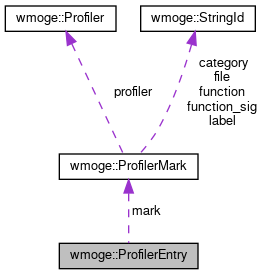 wmoge::Profiler
wmoge::StringId
profiler
category
file
function
function_sig
label
wmoge::ProfilerMark
mark
wmoge::ProfilerEntry